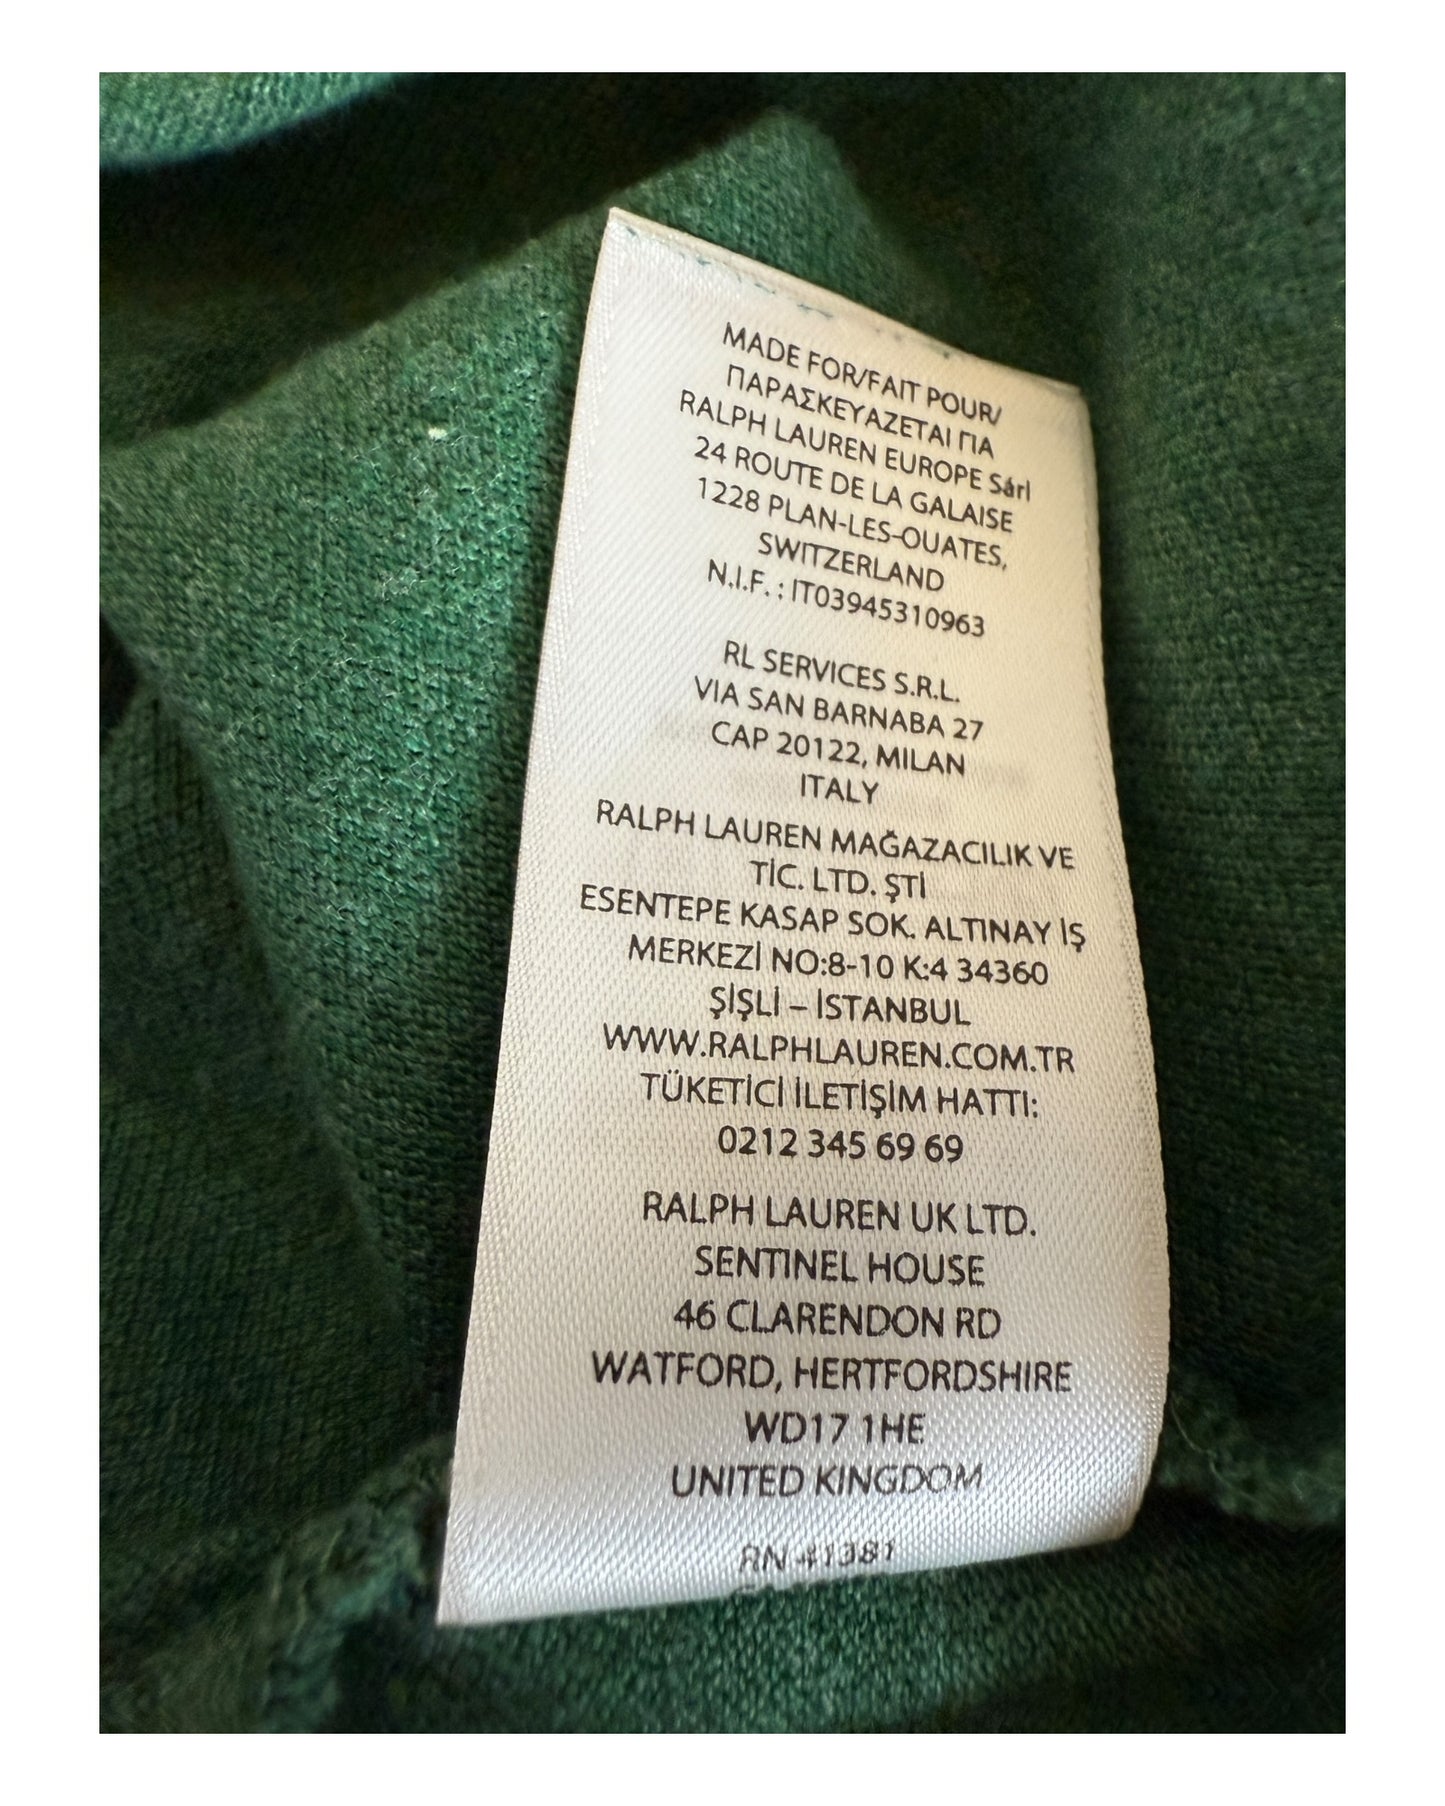 MADE FOR/FAIT POUR/
ΠΑΡΑΣΚΕΥΑΖΕΤΑΙ ΓΙΑ
RALPH LAUREN EUROPE Sárl
24 ROUTE DE LA GALAISE
1228 PLAN-LES-OUATES,
SWITZERLAND
N.I.F. : IT03945310963
RL SERVICES S.R.L.
VIA SAN BARNABA 27
CAP 20122, MILAN
ITALY
RALPH LAUREN MAĞAZACILIK VE
TİC. LTD. ŞTİ
ESENTEPE KASAP SOK. ALTINAY İŞ
MERKEZİ NO:8-10 K:4 34360
ŞİŞLİ – İSTANBUL
WWW.RALPHLAUREN.COM.TR
TÜKETİCİ İLETİŞİM HATTI:
0212 345 69 69
RALPH LAUREN UK LTD.
SENTINEL HOUSE
46 CLARENDON RD
WATFORD, HERTFORDSHIRE
WD17 1HE
UNITED KINGDOM
RN 41381